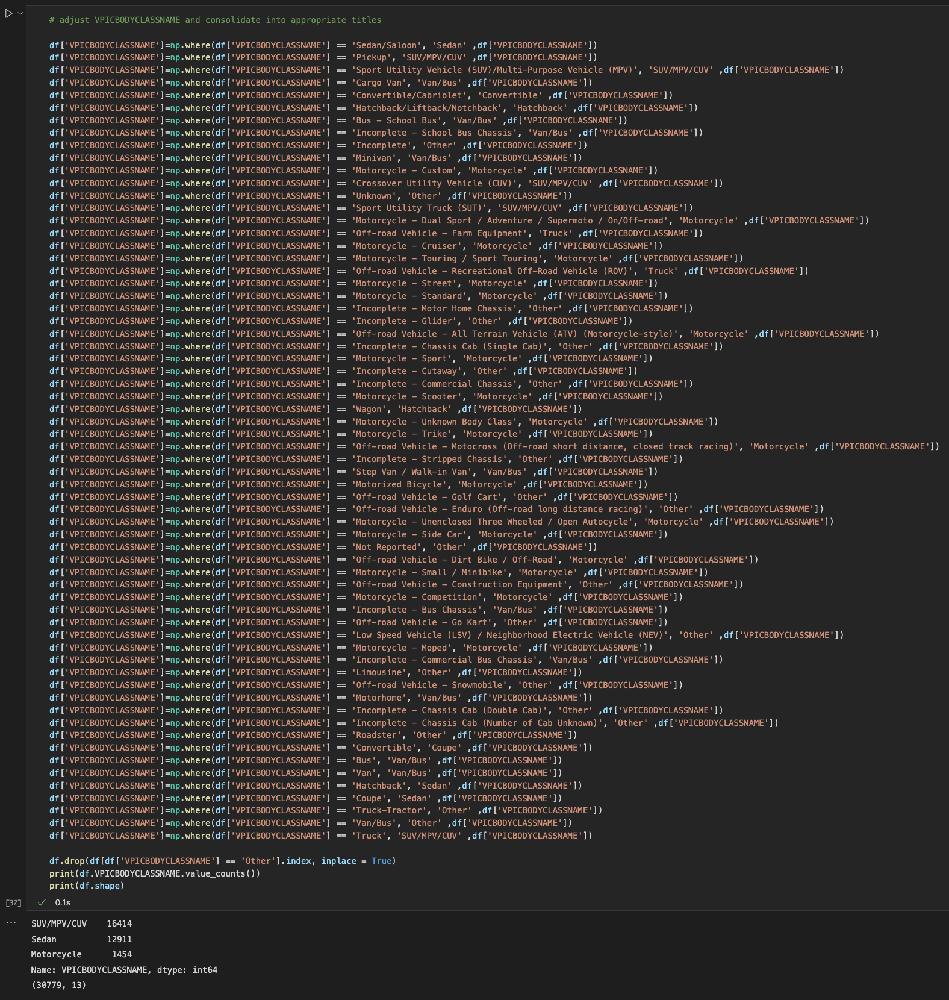 # adjust VPICBODYCLASSNAME and consolidate into appropriate titles
df['VPICBODYCLASSNAME']=np.where(df['VPICBODYCLASSNAME'] == 'Sedan/Saloon', 'Sedan' ,df['VPICBODYCLASSNAME'])
df['VPICBODYCLASSNAME']=np.where(df['VPICBODYCLASSNAME'] == 'Pickup', 'SUV/MPV/CUV' ,df['VPICBODYCLASSNAME'])
df['VPICBODYCLASSNAME']=np.where(df['VPICBODYCLASSNAME'] == 'Sport Utility Vehicle (SUV)/Multi-Purpose Vehicle (MPV)', 'SUV/MPV/CUV' ,df['VPICBODYCLASSNAME'])
df['VPICBODYCLASSNAME']=np.where(df['VPICBODYCLASSNAME'] == 'Cargo Van', 'Van/Bus' ,df['VPICBODYCLASSNAME'])
df['VPICBODYCLASSNAME']=np.where(df['VPICBODYCLASSNAME'] == 'Convertible/Cabriolet', 'Convertible' ,df['VPICBODYCLASSNAME'])
df['VPICBODYCLASSNAME']=np.where(df['VPICBODYCLASSNAME'] == 'Hatchback/Liftback/Notchback', 'Hatchback' ,df['VPICBODYCLASSNAME'])
df['VPICBODYCLASSNAME']=np.where(df['VPICBODYCLASSNAME'] == 'Bus - School Bus', 'Van/Bus' ,df['VPICBODYCLASSNAME'])
df['VPICBODYCLASSNAME']=np.where(df['VPICBODYCLASSNAME'] == 'Incomplete - School Bus Chassis', 'Van/Bus' ,df['VPICBODYCLASSNAME'])
df['VPICBODYCLASSNAME']=np.where(df['VPICBODYCLASSNAME'] == 'Incomplete', 'Other' ,df['VPICBODYCLASSNAME'])
df['VPICBODYCLASSNAME']=np.where(df['VPICBODYCLASSNAME'] == 'Minivan', 'Van/Bus' ,df['VPICBODYCLASSNAME'])
df['VPICBODYCLASSNAME']=np.where(df['VPICBODYCLASSNAME'] == 'Motorcycle - Custom', 'Motorcycle' ,df['VPICBODYCLASSNAME'])
df['VPICBODYCLASSNAME']=np.where(df['VPICBODYCLASSNAME'] == 'Crossover Utility Vehicle (CUV)', 'SUV/MPV/CUV' ,df['VPICBODYCLASSNAME'])
df['VPICBODYCLASSNAME']=np.where(df['VPICBODYCLASSNAME'] == 'Unknown', 'Other' ,df['VPICBODYCLASSNAME'])
df['VPICBODYCLASSNAME']=np.where(df['VPICBODYCLASSNAME'] == 'Sport Utility Truck (SUT)', 'SUV/MPV/CUV' ,df['VPICBODYCLASSNAME'])
df['VPICBODYCLASSNAME']=np.where(df['VPICBODYCLASSNAME'] == 'Motorcycle - Dual Sport / Adventure / Supermoto / On/Off-road', 'Motorcycle' ,df['VPICBODYCLASSNAME'])
df['VPICBODYCLASSNAME']=np.where(df['VPICBODYCLASSNAME'] == 'Off-road Vehicle - Farm Equipment', 'Truck' ,df['VPICBODYCLASSNAME'])
df['VPICBODYCLASSNAME']=np.where(df['VPICBODYCLASSNAME'] == 'Motorcycle - Cruiser', 'Motorcycle' ,df['VPICBODYCLASSNAME'])
df['VPICBODYCLASSNAME']=np.where(df['VPICBODYCLASSNAME'] == 'Motorcycle - Touring / Sport Touring', 'Motorcycle' ,df['VPICBODYCLASSNAME'])
df['VPICBODYCLASSNAME']=np.where(df['VPICBODYCLASSNAME'] == 'Off-road Vehicle - Recreational Off-Road Vehicle (ROV)', 'Truck' ,df['VPICBODYCLASSNAME'])
df['VPICBODYCLASSNAME']=np.where(df['VPICBODYCLASSNAME'] == 'Motorcycle - Street', 'Motorcycle' ,df['VPICBODYCLASSNAME'])
df['VPICBODYCLASSNAME']=np.where(df['VPICBODYCLASSNAME'] == 'Motorcycle - Standard', 'Motorcycle' ,df['VPICBODYCLASSNAME'])
df['VPICBODYCLASSNAME']=np.where(df['VPICBODYCLASSNAME'] == 'Incomplete - Motor Home Chassis', 'Other' ,df['VPICBODYCLASSNAME'])
df['VPICBODYCLASSNAME']=np.where(df['VPICBODYCLASSNAME'] == 'Incomplete - Glider', 'Other' ,df['VPICBODYCLASSNAME'])
df['VPICBODYCLASSNAME']=np.where(df['VPICBODYCLASSNAME'] == 'Off-road Vehicle - All Terrain Vehicle (ATV) (Motorcycle-style)', 'Motorcycle' ,df['VPICBODYCLASSNAME'])
df['VPICBODYCLASSNAME']=np.where(df['VPICBODYCLASSNAME'] == 'Incomplete - Chassis Cab (Single Cab)', 'Other' ,df['VPICBODYCLASSNAME'])
df['VPICBODYCLASSNAME']=np.where(df['VPICBODYCLASSNAME'] == 'Motorcycle - Sport', 'Motorcycle' ,df['VPICBODYCLASSNAME'])
df['VPICBODYCLASSNAME']=np.where(df['VPICBODYCLASSNAME'] == 'Incomplete - Cutaway', 'Other' ,df['VPICBODYCLASSNAME'])
df['VPICBODYCLASSNAME']=np.where(df['VPICBODYCLASSNAME'] == 'Incomplete - Commercial Chassis', 'Other' ,df['VPICBODYCLASSNAME'])
df['VPICBODYCLASSNAME']=np.where(df['VPICBODYCLASSNAME'] == 'Motorcycle - Scooter', 'Motorcycle' ,df['VPICBODYCLASSNAME'])
df['VPICBODYCLASSNAME']=np.where(df['VPICBODYCLASSNAME'] == 'Wagon', 'Hatchback' ,df['VPICBODYCLASSNAME'])
df['VPICBODYCLASSNAME']=np.where(df['VPICBODYCLASSNAME'] == 'Motorcycle - Unknown Body Class', 'Motorcycle' ,df['VPICBODYCLASSNAME'])
df['VPICBODYCLASSNAME']=np.where(df['VPICBODYCLASSNAME'] == 'Motorcycle - Trike', 'Motorcycle' ,df['VPICBODYCLASSNAME'])
df['VPICBODYCLASSNAME']=np.where(df['VPICBODYCLASSNAME'] == 'Off-road Vehicle - Motocross (Off-road short distance, closed track racing)', 'Motorcycle' ,df['VPICBODYCLASSNAME'])
df['VPICBODYCLASSNAME']=np.where(df['VPICBODYCLASSNAME'] == 'Incomplete - Stripped Chassis', 'Other' ,df['VPICBODYCLASSNAME'])
df['VPICBODYCLASSNAME']=np.where(df['VPICBODYCLASSNAME'] == 'Step Van / Walk-in Van', 'Van/Bus' ,df['VPICBODYCLASSNAME'])
df['VPICBODYCLASSNAME']=np.where(df['VPICBODYCLASSNAME'] == 'Motorized Bicycle', 'Motorcycle' ,df['VPICBODYCLASSNAME'])
df['VPICBODYCLASSNAME']=np.where(df['VPICBODYCLASSNAME'] == 'Off-road Vehicle - Golf Cart', 'Other' ,df['VPICBODYCLASSNAME'])
df['VPICBODYCLASSNAME']=np.where(df['VPICBODYCLASSNAME'] == 'Off-road Vehicle - Enduro (Off-road long distance racing)', 'Other' ,df['VPICBODYCLASSNAME'])
df['VPICBODYCLASSNAME']=np.where(df['VPICBODYCLASSNAME'] == 'Motorcycle - Unenclosed Three Wheeled / Open Autocycle', 'Motorcycle' ,df['VPICBODYCLASSNAME'])
df['VPICBODYCLASSNAME']=np.where(df['VPICBODYCLASSNAME'] == 'Motorcycle - Side Car', 'Motorcycle' ,df['VPICBODYCLASSNAME'])
df['VPICBODYCLASSNAME']=np.where(df['VPICBODYCLASSNAME'] == 'Not Reported', 'Other' ,df['VPICBODYCLASSNAME'])
df['VPICBODYCLASSNAME']=np.where(df['VPICBODYCLASSNAME'] == 'Off-road Vehicle - Dirt Bike / Off-Road', 'Motorcycle' ,df['VPICBODYCLASSNAME'])
df['VPICBODYCLASSNAME']=np.where(df['VPICBODYCLASSNAME'] == 'Motorcycle - Small / Minibike', 'Motorcycle' ,df['VPICBODYCLASSNAME'])
df['VPICBODYCLASSNAME']=np.where(df['VPICBODYCLASSNAME'] == 'Off-road Vehicle - Construction Equipment', 'Other' ,df['VPICBODYCLASSNAME'])
df['VPICBODYCLASSNAME']=np.where(df['VPICBODYCLASSNAME'] == 'Motorcycle - Competition', 'Motorcycle' ,df['VPICBODYCLASSNAME'])
df['VPICBODYCLASSNAME']=np.where(df['VPICBODYCLASSNAME'] == 'Incomplete - Bus Chassis', 'Van/Bus' ,df['VPICBODYCLASSNAME'])
df['VPICBODYCLASSNAME']=np.where(df['VPICBODYCLASSNAME'] == 'Off-road Vehicle - Go Kart', 'Other' ,df['VPICBODYCLASSNAME'])
df['VPICBODYCLASSNAME']=np.where(df['VPICBODYCLASSNAME'] == 'Low Speed Vehicle (LSV) / Neighborhood Electric Vehicle (NEV)', 'Other' ,df['VPICBODYCLASSNAME'])
df['VPICBODYCLASSNAME']=np.where(df['VPICBODYCLASSNAME'] == 'Motorcycle - Moped', 'Motorcycle' ,df['VPICBODYCLASSNAME'])
df['VPICBODYCLASSNAME']=np.where(df['VPICBODYCLASSNAME'] == 'Incomplete - Commercial Bus Chassis', 'Van/Bus' ,df['VPICBODYCLASSNAME'])
df['VPICBODYCLASSNAME']=np.where(df['VPICBODYCLASSNAME'] == 'Limousine', 'Other' ,df['VPICBODYCLASSNAME'])
df['VPICBODYCLASSNAME']=np.where(df['VPICBODYCLASSNAME'] == 'Off-road Vehicle - Snowmobile', 'Other' ,df['VPICBODYCLASSNAME'])
df['VPICBODYCLASSNAME']=np.where(df['VPICBODYCLASSNAME'] == 'Motorhome', 'Van/Bus' ,df['VPICBODYCLASSNAME'])
df['VPICBODYCLASSNAME']=np.where(df['VPICBODYCLASSNAME'] == 'Incomplete - Chassis Cab (Double Cab)', 'Other' ,df['VPICBODYCLASSNAME'])
df['VPICBODYCLASSNAME']=np.where(df['VPICBODYCLASSNAME'] == 'Incomplete - Chassis Cab (Number of Cab Unknown)', 'Other' ,df['VPICBODYCLASSNAME'])
df['VPICBODYCLASSNAME']=np.where(df['VPICBODYCLASSNAME'] == 'Roadster', 'Other' ,df['VPICBODYCLASSNAME'])
df['VPICBODYCLASSNAME']=np.where(df['VPICBODYCLASSNAME'] == 'Convertible', 'Coupe' ,df['VPICBODYCLASSNAME'])
df['VPICBODYCLASSNAME']=np.where(df['VPICBODYCLASSNAME'] == 'Bus', 'Van/Bus' ,df['VPICBODYCLASSNAME'])
df['VPICBODYCLASSNAME']=np.where(df['VPICBODYCLASSNAME'] == 'Van', 'Van/Bus' ,df['VPICBODYCLASSNAME'])
df['VPICBODYCLASSNAME']=np.where(df['VPICBODYCLASSNAME'] == 'Hatchback', 'Sedan' ,df['VPICBODYCLASSNAME'])
df['VPICBODYCLASSNAME']=np.where(df['VPICBODYCLASSNAME'] == 'Coupe', 'Sedan' ,df['VPICBODYCLASSNAME'])
df['VPICBODYCLASSNAME']=np.where(df['VPICBODYCLASSNAME'] == 'Truck-Tractor', 'Other' ,df['VPICBODYCLASSNAME'])
df['VPICBODYCLASSNAME']=np.where(df['VPICBODYCLASSNAME'] == 'Van/Bus', 'Other' ,df['VPICBODYCLASSNAME'])
df['VPICBODYCLASSNAME']=np.where(df['VPICBODYCLASSNAME'] == 'Truck', 'SUV/MPV/CUV' ,df['VPICBODYCLASSNAME'])
df.drop(df[df['VPICBODYCLASSNAME'] == 'Other'].index, inplace = True)
print(df.VPICBODYCLASSNAME.value_counts())
print(df.shape)
[32] 0.1s
... SUV/MPV/CUV 16414
Sedan 12911
Motorcycle 1454
Name: VPICBODYCLASSNAME, dtype: int64
(30779, 13)